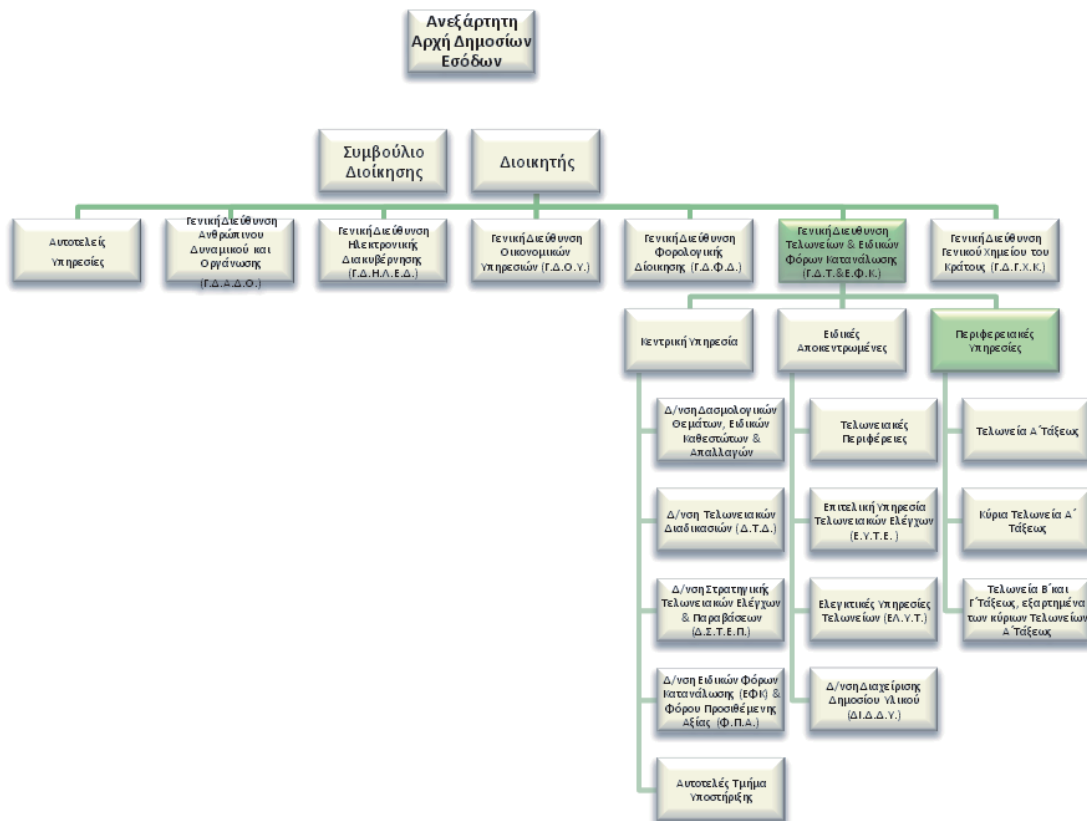 Ανεξάρτητη
Αρχή Δημοσίων
Εσόδων
Συμβούλιο
Διοίκησης
Διοικητής
Αυτοτελείς
Υπηρεσίες
Γενική Διεύθυνση
Ανθρώπινου
Δυναμικού και
Οργάνωσης
(Γ.Δ.Α.Δ.Ο.)
Γενική Διεύθυνση
Ηλεκτρονικής
Διακυβέρνησης
(Γ.Δ.Η.Λ.Ε.Δ.)
Γενική Διεύθυνση
Οικονομικών
Υπηρεσιών (Γ.Δ.Ο.Υ.)
Γενική Διεύθυνση
Φορολογικής
Δίοικησης (Γ.Δ.Φ.Δ.)
Γενική Διεύθυνση
Τελωνείων & Ειδικών
Φόρων Κατανάλωσης
(Γ.Δ.Τ.&Ε.Φ.Κ.)
Γενική Διεύθυνση
Γενικού Χημείου του
Κράτους (Γ.Δ.Γ.Χ.Κ.)
Κεντρική Υπηρεσία
Ειδικές
Αποκεντρωμένες
Περιφερειακές
Υπηρεσίες
Δ/νση Δασμολογικών
Θεμάτων, Ειδικών
Καθεστώτων &
Απαλλαγών
Δ/νση Τελωνειακών
Διαδικασιών (Δ.Τ.Δ.)
Δ/νση Στρατηγικής
Τελωνειακών Ελέγχων
& Παραβάσεων
(Δ.Σ.Τ.Ε.Π.)
Δ/νση Ειδικών Φόρων
Κατανάλωσης (ΕΦΚ) &
Φόρου Προσιθέμενης
Αξίας (Φ.Π.Α.)
Αυτοτελές Τμήμα
Υποστήριξης
Τελωνειακές
Περιφέρειες
Επιτελική Υπηρεσία
Τελωνειακών Ελέγχων
(Ε.Υ.Τ.Ε.)
Ελεγκτικές Υπηρεσίες
Τελωνείων (ΕΛ.Υ.Τ.)
Δ/νση Διαχείρισης
Δημοσίου Υλικού
(ΔΙ.Δ.Δ.Υ.)
Τελωνεία Α΄Τάξεως
Κύρια Τελωνεία Α΄
Τάξεως
Τελωνεία Β΄και
Γ΄Τάξεως, εξαρτημένα
των κύριων Τελωνείων
Α΄Τάξεως